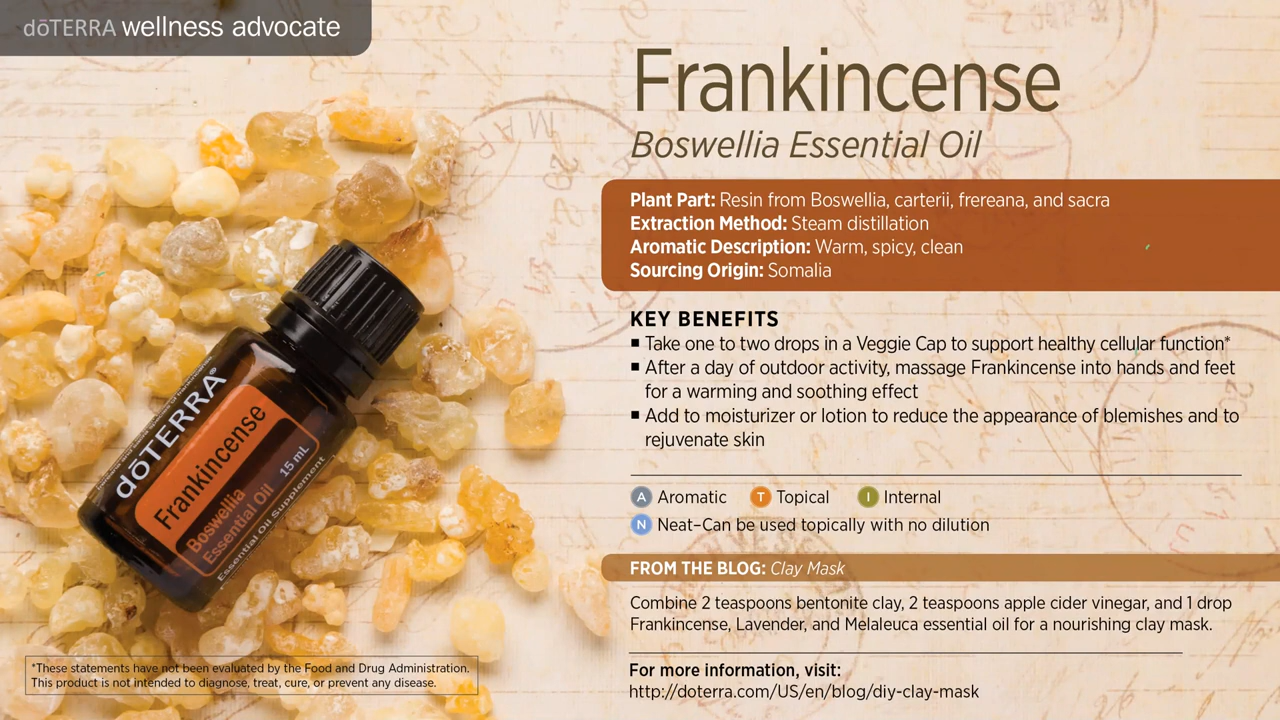 dōTERRA wellness advocate
Frankincense
Boswellia Essential Oil
Plant Part: Resin from Boswellia, carterii, frereana, and sacra
Extraction Method: Steam distillation
Aromatic Description: Warm, spicy, clean
Sourcing Origin: Somalia
KEY BENEFITS
▪ Take one to two drops in a Veggie Cap to support healthy cellular function*
▪ After a day of outdoor activity, massage Frankincense into hands and feet
for a warming and soothing effect
▪ Add to moisturizer or lotion to reduce the appearance of blemishes and to
rejuvenate skin
A Aromatic T Topical I Internal
N Neat–Can be used topically with no dilution
FROM THE BLOG: Clay Mask
Combine 2 teaspoons bentonite clay, 2 teaspoons apple cider vinegar, and 1 drop
Frankincense, Lavender, and Melaleuca essential oil for a nourishing clay mask.
For more information, visit:
http://doterra.com/US/en/blog/diy-clay-mask
dōTERRA®
Frankincense
Boswellia
Essential Oil 15 mL
Essential Oil Supplement
*These statements have not been evaluated by the Food and Drug Administration.
This product is not intended to diagnose, treat, cure, or prevent any disease.